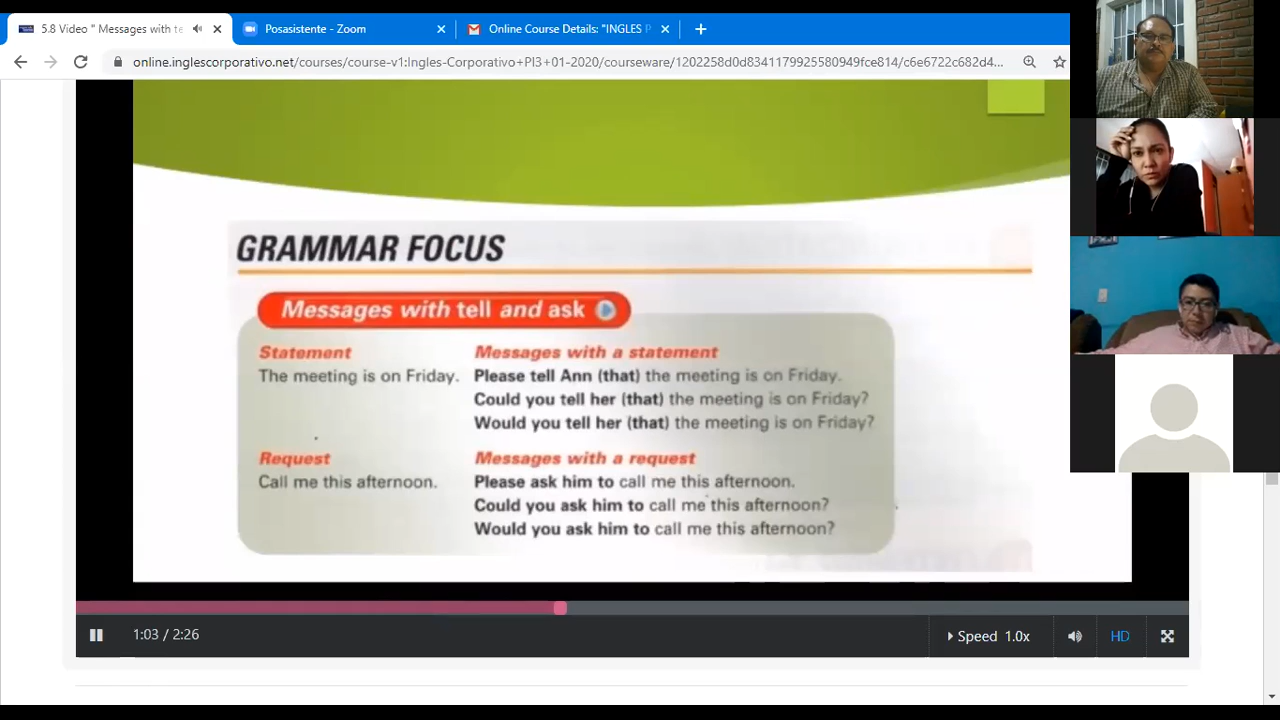 5.8 Video " Messages with te
Posasistente - Zoom
Online Course Details: "INGLES P
online.inglescorporativo.net/courses/course-v1:Ingles-Corporativo+PI3+01-2020/courseware/1202258d0d8341179925580949fce814/c6e6722c682d4...
GRAMMAR FOCUS
Messages with tell and ask
Statement Messages with a statement
The meeting is on Friday. Please tell Ann (that) the meeting is on Friday.
Could you tell her (that) the meeting is on Friday?
Would you tell her (that) the meeting is on Friday?
Request Messages with a request
Call me this afternoon. Please ask him to call me this afternoon.
Could you ask him to call me this afternoon?
Would you ask him to call me this afternoon?
1:03 / 2:26 Speed 1.0x HD